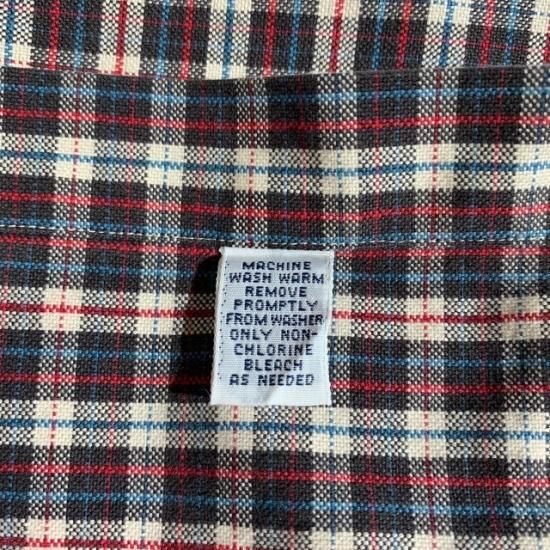 MACHINE
WASH WARM
REMOVE
PROMPTLY
FROM WASHER
ONLY NON-
CHLORINE
BLEACH
AS NEEDED